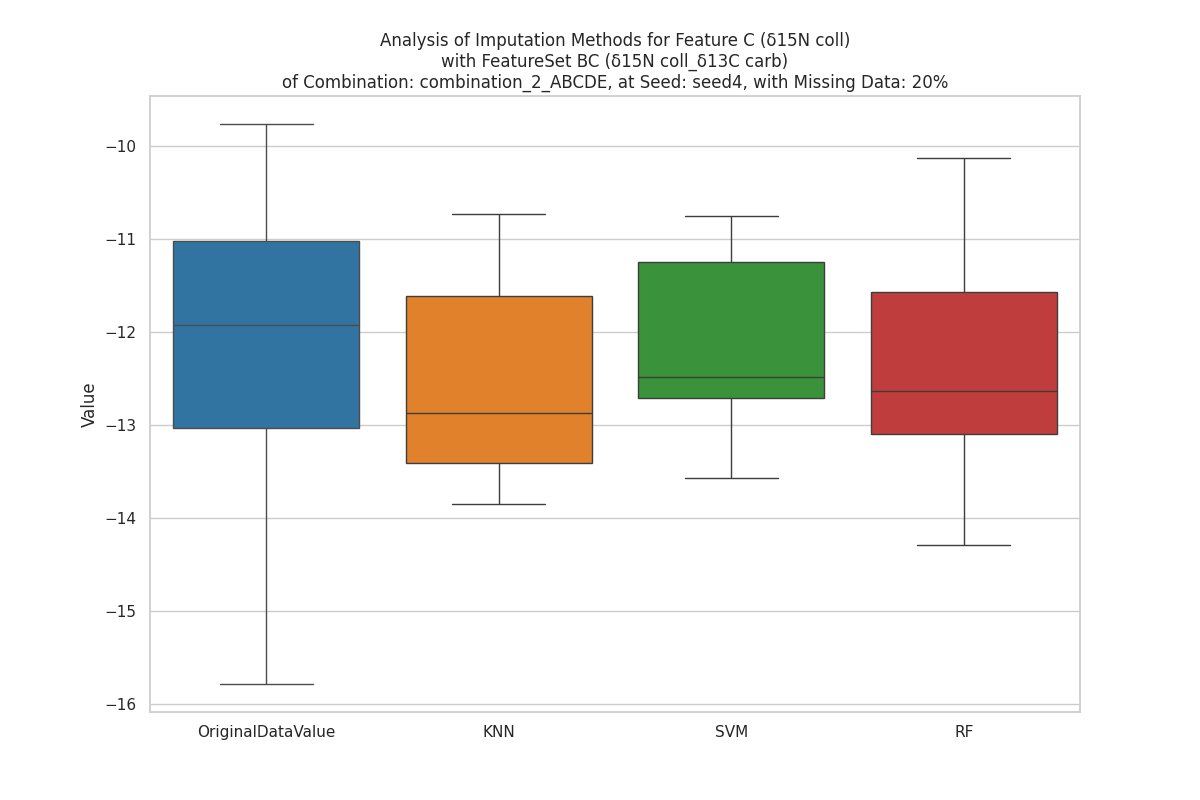 Analysis of Imputation Methods for Feature C (δ15N coll)
with FeatureSet BC (δ15N coll_δ13C carb)
of Combination: combination_2_ABCDE, at Seed: seed4, with Missing Data: 20%
Value
−10
−11
−12
−13
−14
−15
−16
OriginalDataValue
KNN
SVM
RF